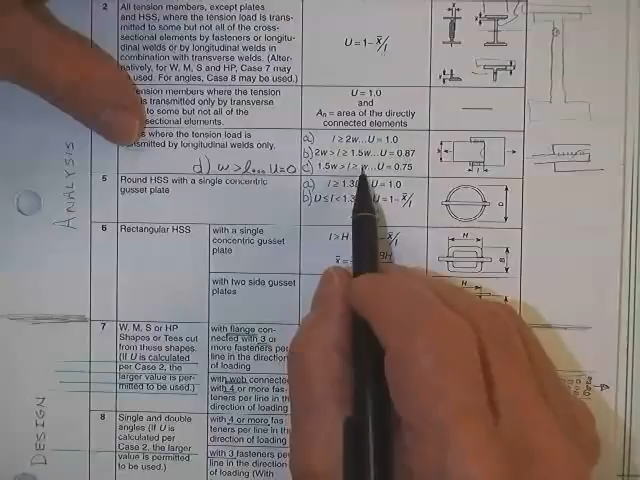 2
All tension members, except plates
and HSS, where the tension load is trans-
mitted to some but not all of the cross-
sectional elements by fasteners or longitu-
dinal welds or by longitudinal welds in
combination with transverse welds. (Alter-
natively, for W, M, S and HP, Case 7 may
used. For angles, Case 8 may be used.)
U = 1- x̄/l
tension members where the tension
is transmitted only by transverse
to some but not all of the
sectional elements.
U = 1.0
and
An = area of the directly
connected elements
where the tension load is
transmitted by longitudinal welds only.
d) w > l.... U=0
a) l ≥ 2w...U = 1.0
b) 2w > l ≥ 1.5w...U = 0.87
c) 1.5w > l ≥ w...U = 0.75
5
Round HSS with a single concentric
gusset plate
a) l ≥ 1.3 U = 1.0
b) ≤ l < 1.3 U = 1- x̄/l
D
6
Rectangular HSS
with a single
concentric gusset
plate
l ≥ H x̄/l
x̄ =
H
B
with two side gusset
plates
H
7
W, M, S or HP
Shapes or Tees cut
from these shapes.
(If U is calculated
per Case 2, the
larger value is per-
mitted to be used.)
with flange con-
nected with 3 or
more fasteners per
line in the direction
of loading
with web connected
with 4 or more fas-
teners per line in the
direction of loading
8
Single and double
angles (If U is
calculated per
Case 2, the larger
value is permitted
to be used.)
with 4 or more fas-
teners per line in the
direction of loading
with 3 fasteners per
line in the direction
of loading (With
ANALYSIS
DESIGN